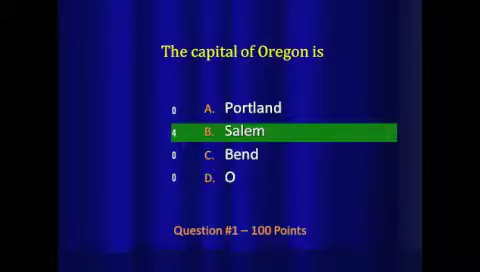 The capital of Oregon is
0 A. Portland
4 B. Salem
0 C. Bend
0 D. O
Question #1 – 100 Points